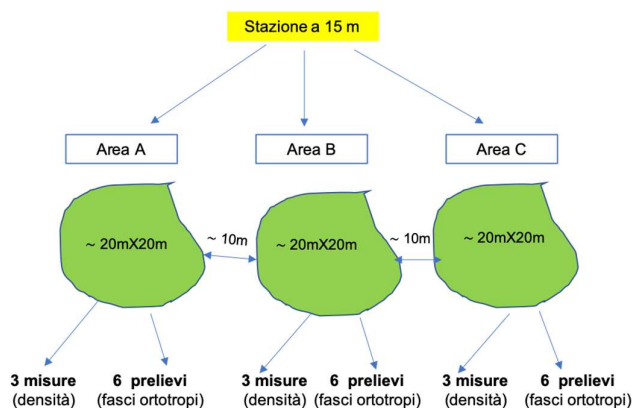 Stazione a 15 m
Area A
Area B
Area C
~ 20mX20m
~ 10m
~ 20mX20m
~ 10m
~ 20mX20m
3 misure
(densità)
6 prelievi
(fasci ortotropi)
3 misure
(densità)
6 prelievi
(fasci ortotropi)
3 misure
(densità)
6 prelievi
(fasci ortotropi)